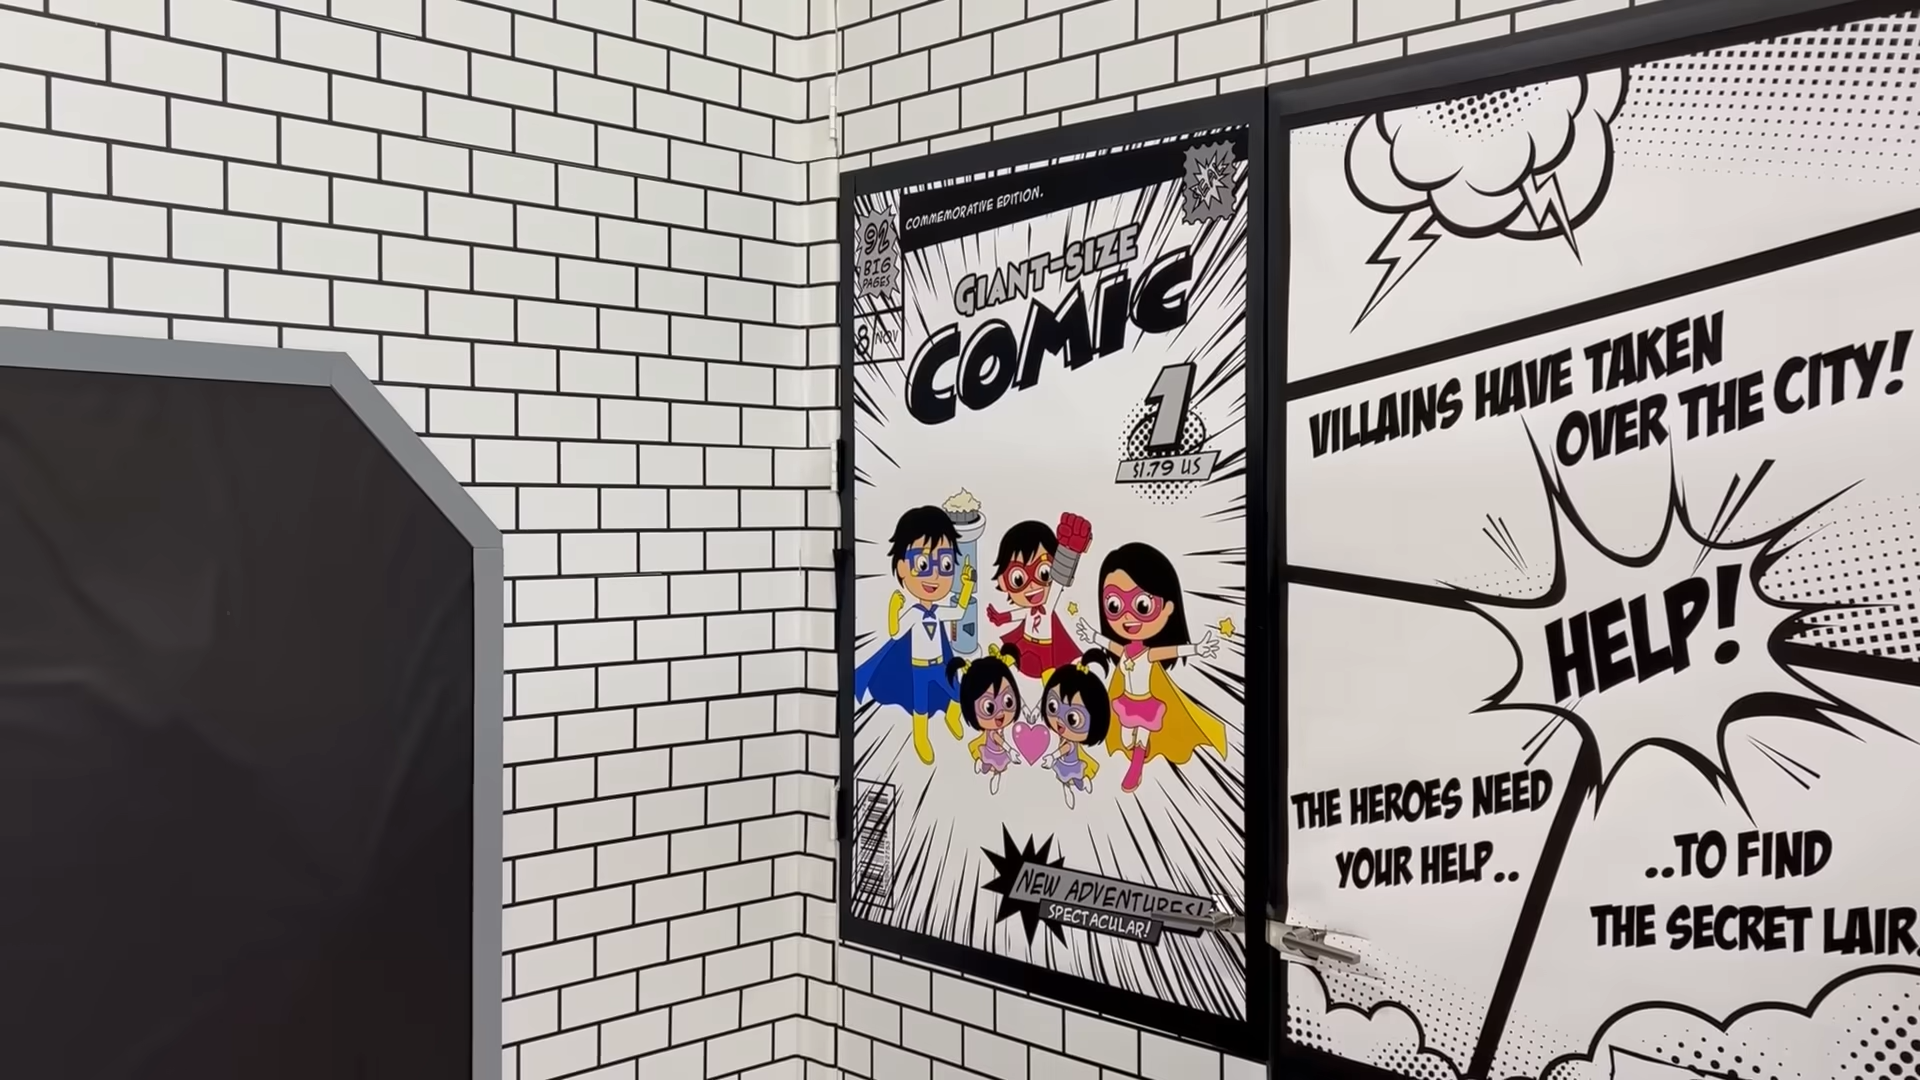 COMMEMORATIVE EDITION.
92
BIG
PAGES
8
NOV
GIANT-SIZE
COMIC
1
$1.79 US
R
NEW ADVENTURES!
SPECTACULAR!
VILLAINS HAVE TAKEN
OVER THE CITY!
HELP!
THE HEROES NEED
YOUR HELP..
..TO FIND
THE SECRET LAIR